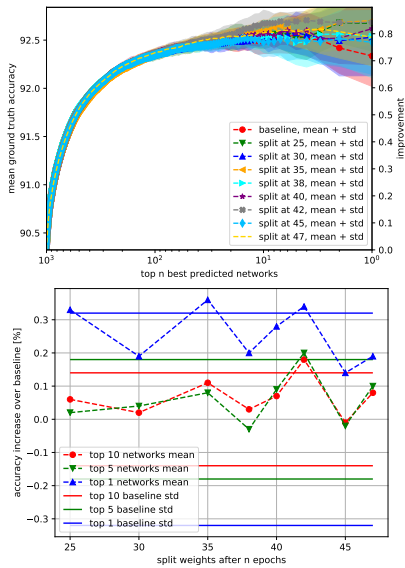 92.5
92.0
91.5
91.0
90.5
mean ground truth accuracy
0.8
0.7
0.6
0.5
0.4
0.3
0.2
0.1
0.0
improvement
baseline, mean + std
split at 25, mean + std
split at 30, mean + std
split at 35, mean + std
split at 38, mean + std
split at 40, mean + std
split at 42, mean + std
split at 45, mean + std
split at 47, mean + std
10³ 10² 10¹ 10⁰
top n best predicted networks
0.3
0.2
0.1
0.0
−0.1
−0.2
−0.3
accuracy increase over baseline [%]
top 10 networks mean
top 5 networks mean
top 1 networks mean
top 10 baseline std
top 5 baseline std
top 1 baseline std
25 30 35 40 45
split weights after n epochs